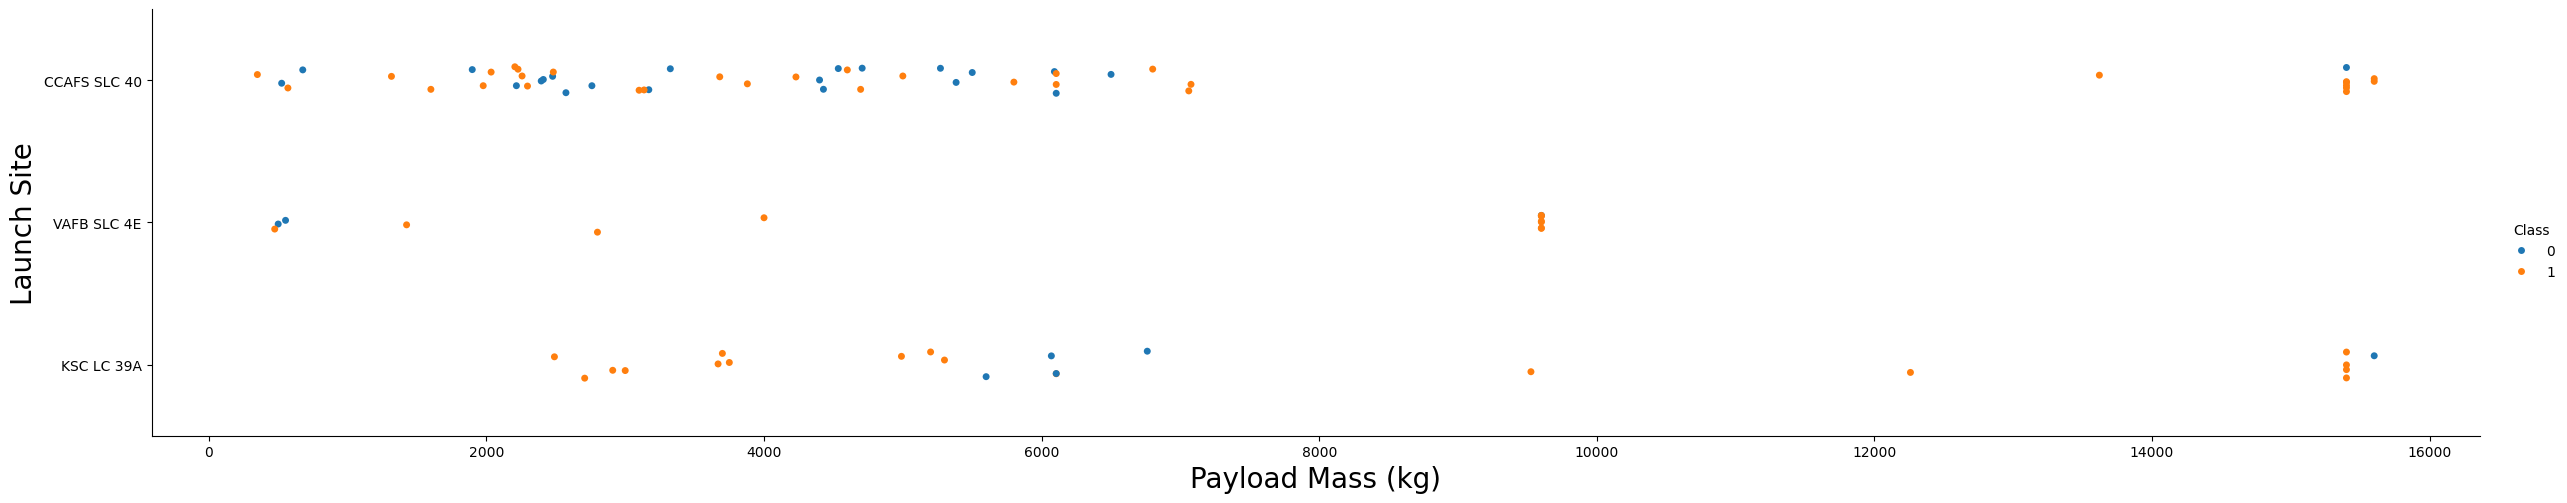 CCAFS SLC 40
VAFB SLC 4E
KSC LC 39A
Launch Site
0 2000 4000 6000 8000 10000 12000 14000 16000
Payload Mass (kg)
Class
0
1